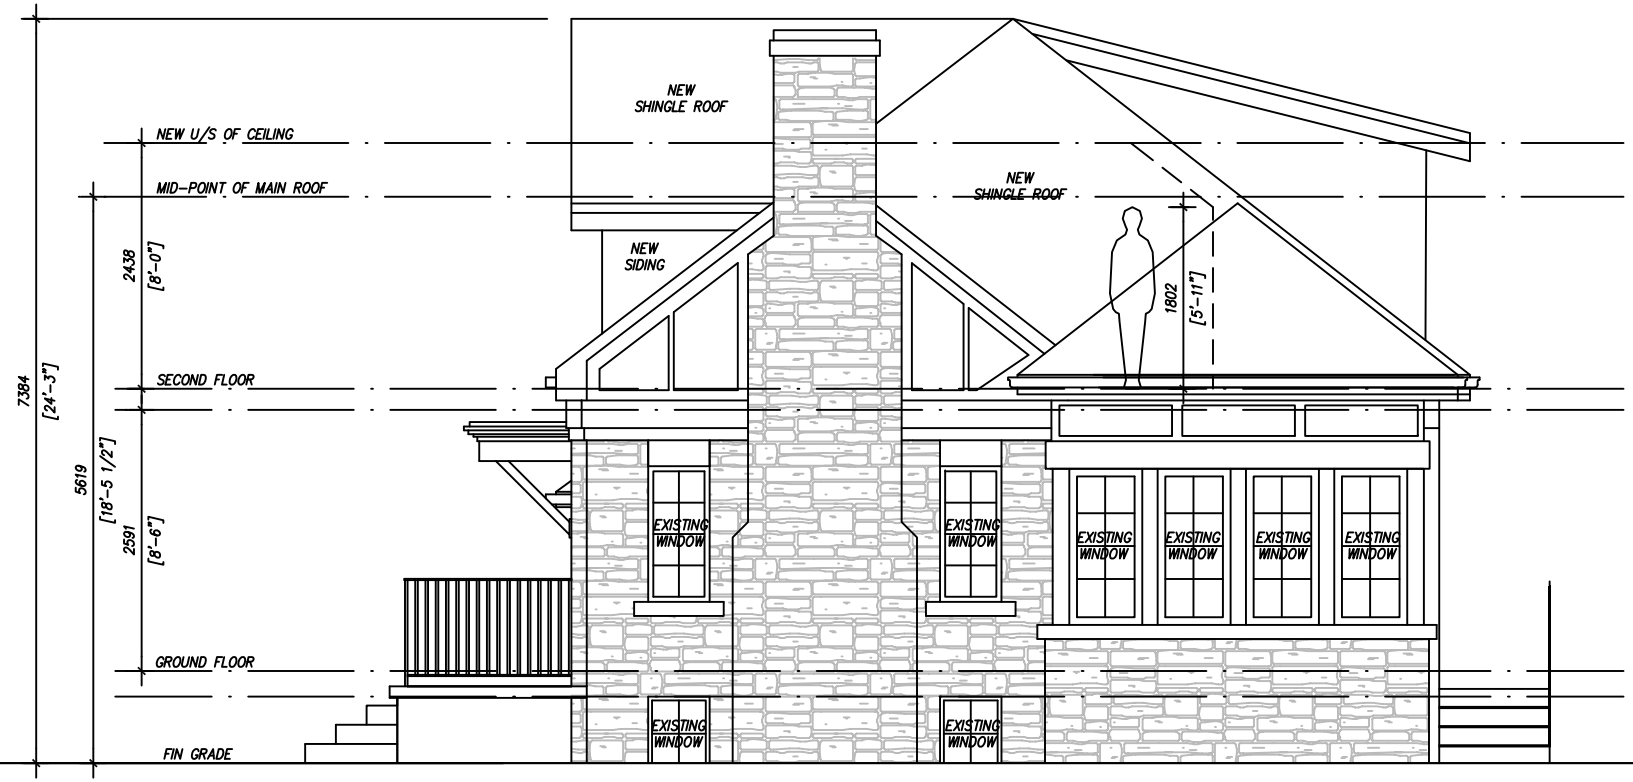 NEW
SHINGLE ROOF
NEW U/S OF CEILING
MID-POINT OF MAIN ROOF
NEW
SHINGLE ROOF
NEW
SIDING
2438
[8'-0"]
1802
[5'-11"]
SECOND FLOOR
7384
[24'-3"]
5619
[18'-5 1/2"]
2591
[8'-6"]
EXISTING
WINDOW
EXISTING
WINDOW
EXISTING
WINDOW
EXISTING
WINDOW
EXISTING
WINDOW
EXISTING
WINDOW
GROUND FLOOR
EXISTING
WINDOW
EXISTING
WINDOW
FIN GRADE